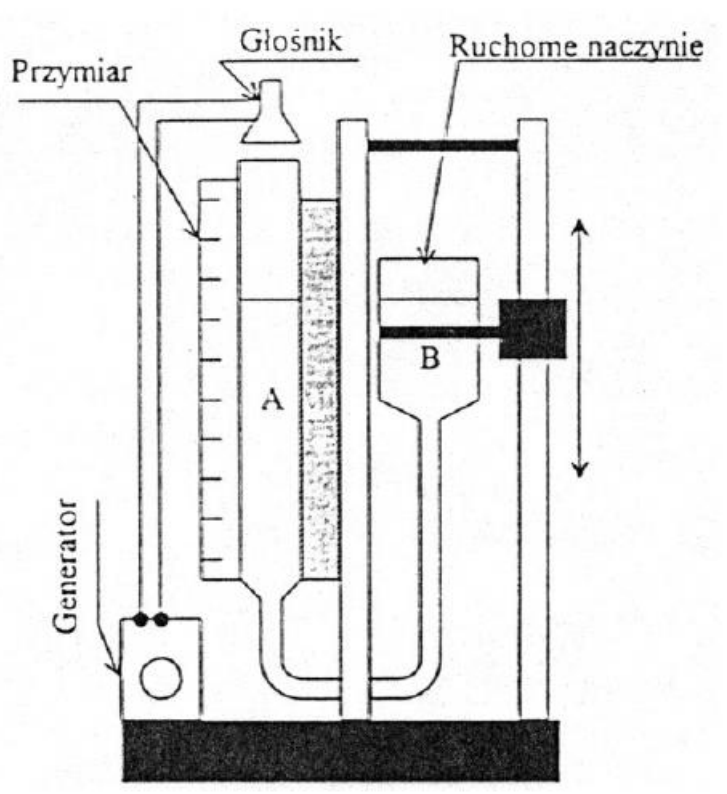 Głośnik
Ruchome naczynie
Przymiar
A
B
Generator